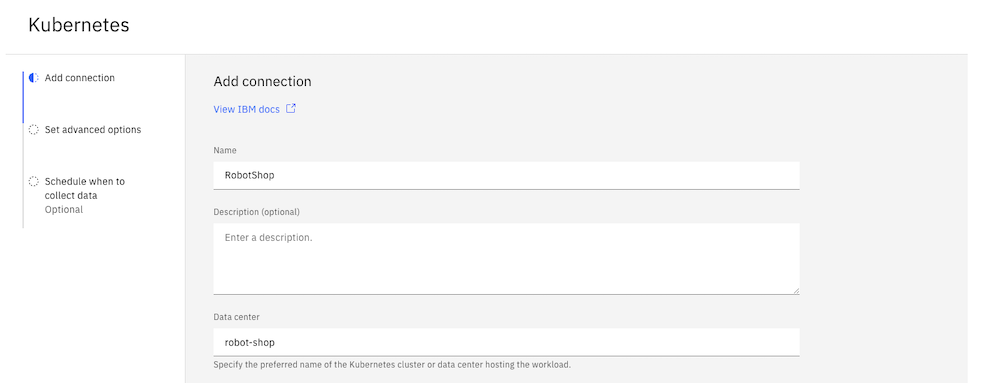 Kubernetes
Add connection
Set advanced options
Schedule when to
collect data
Optional
Add connection
View IBM docs
Name
RobotShop
Description (optional)
Enter a description.
Data center
robot-shop
Specify the preferred name of the Kubernetes cluster or data center hosting the workload.